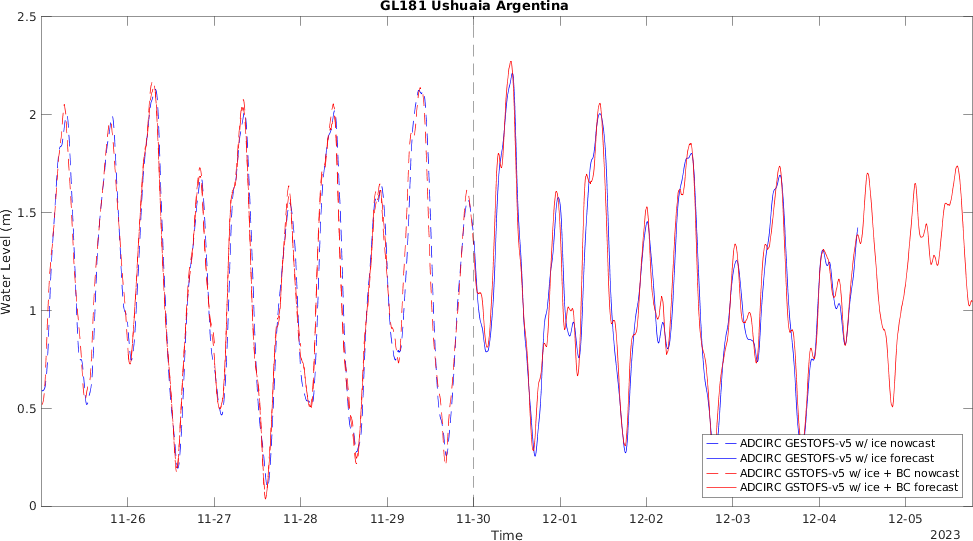 GL181 Ushuaia Argentina
2.5
2
1.5
1
0.5
0
Water Level (m)
11-26
11-27
11-28
11-29
11-30
12-01
12-02
12-03
12-04
12-05
Time
2023
ADCIRC GESTOFS-v5 w/ ice nowcast
ADCIRC GESTOFS-v5 w/ ice forecast
ADCIRC GSTOFS-v5 w/ ice + BC nowcast
ADCIRC GSTOFS-v5 w/ ice + BC forecast